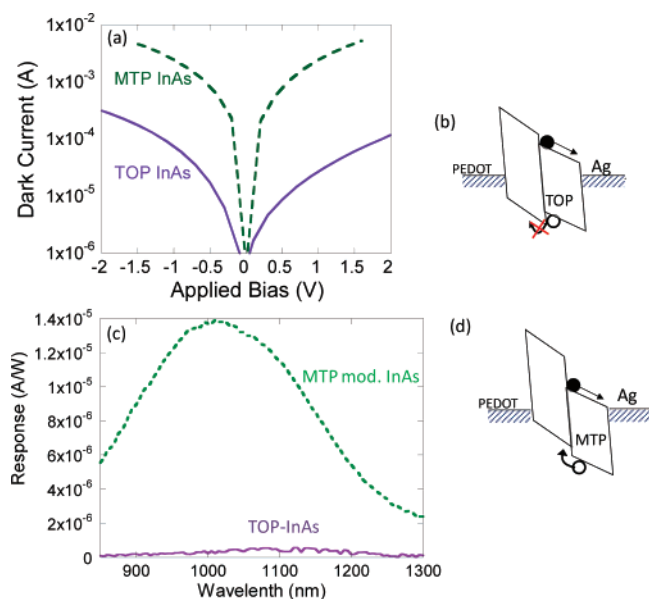 (a)
1x10-2
1x10-3
1x10-4
1x10-5
1x10-6
Dark Current (A)
MTP InAs
TOP InAs
-2 -1.5 -1 -0.5 0 0.5 1 1.5 2
Applied Bias (V)
(b)
PEDOT
Ag
TOP
(c)
1.4x10-5
1.2x10-5
1x10-5
8x10-6
6x10-6
4x10-6
2x10-6
0
Response (A/W)
MTP mod. InAs
TOP-InAs
900 1000 1100 1200 1300
Wavelenth (nm)
(d)
PEDOT
Ag
MTP